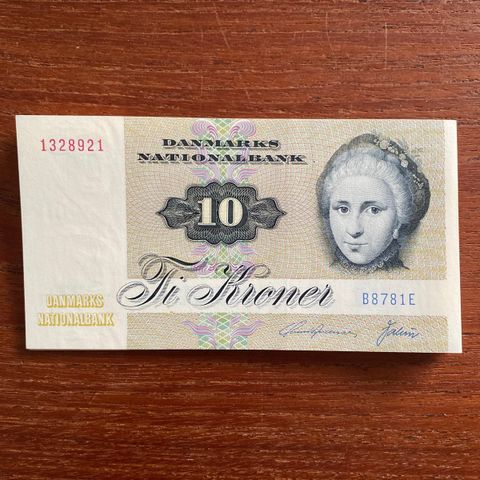 1328921
DANMARKS
NATIONALBANK
10
Ti Kroner
B8781E
DANMARKS
NATIONALBANK